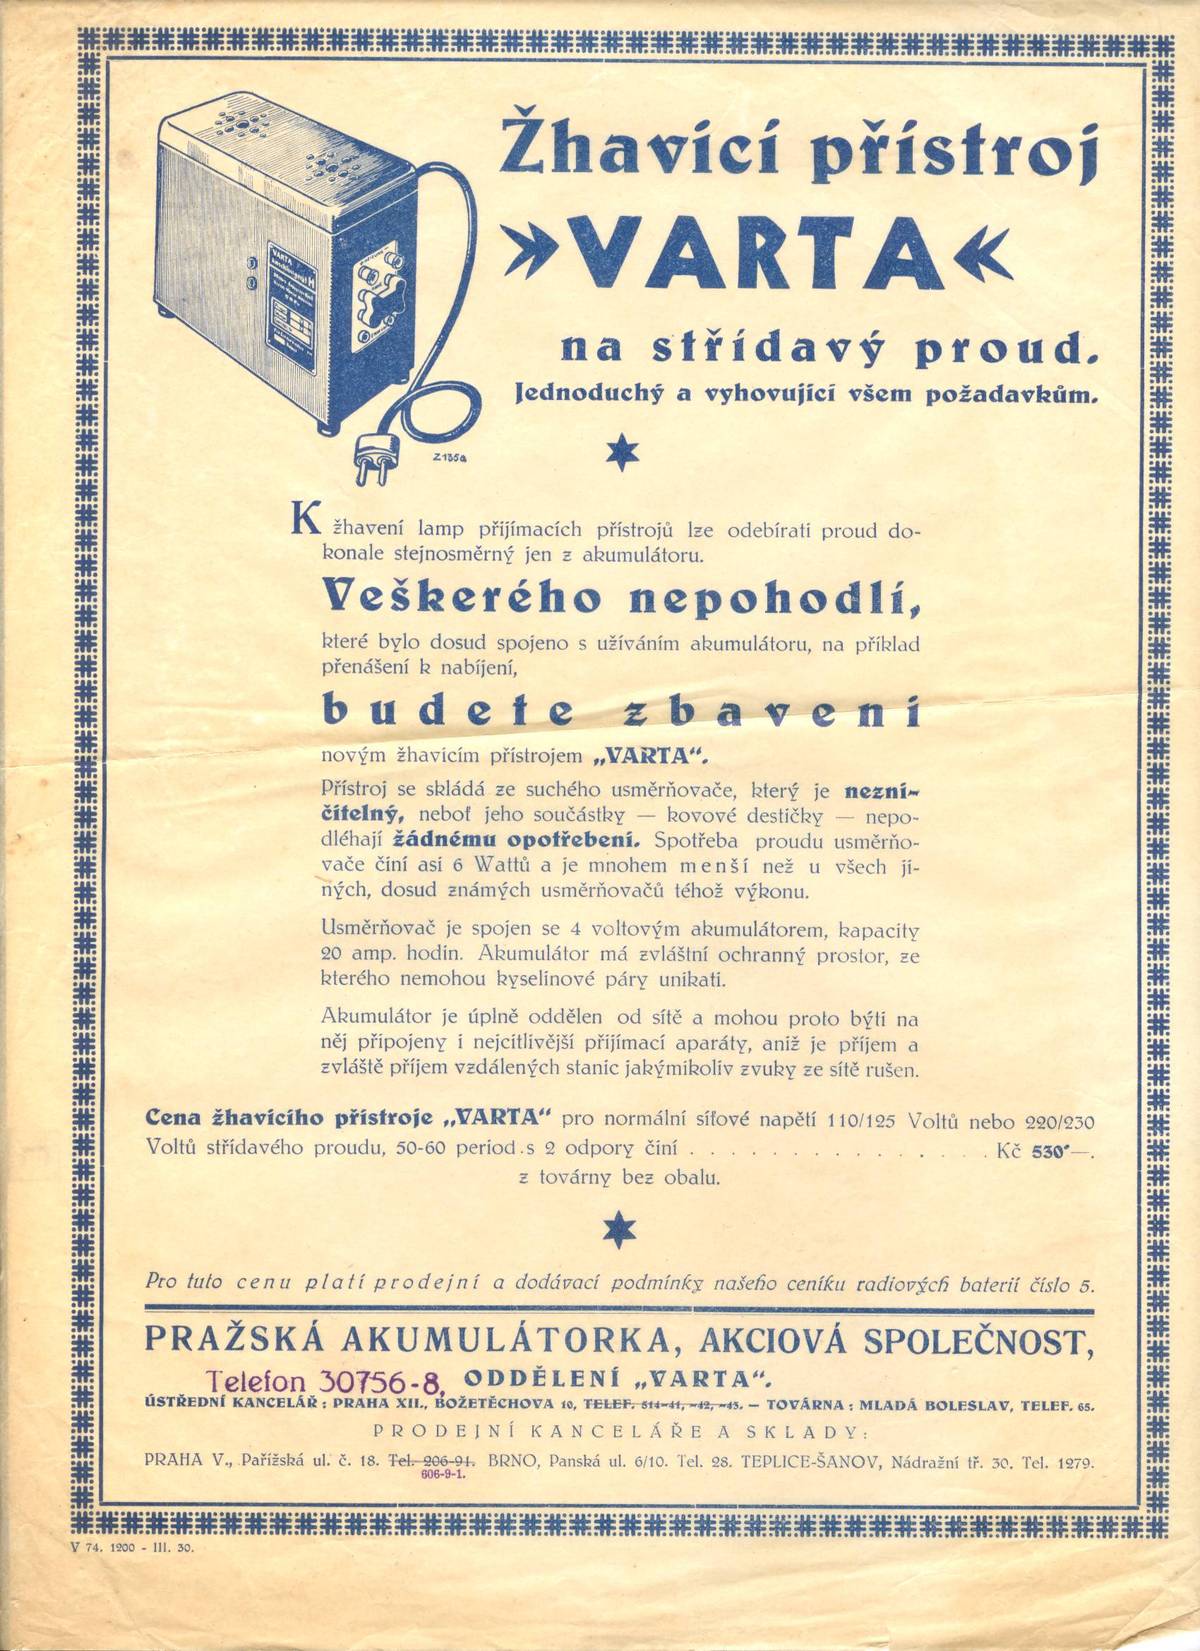 Žhavicí přístroj
»VARTA«
na střídavý proud.
Jednoduchý a vyhovující všem požadavkům.
VARTA
H
Z135a
K žhavení lamp přijímacích přístrojů lze odebírati proud do-
konale stejnosměrný jen z akumulátoru.
Veškerého nepohodlí,
které bylo dosud spojeno s užíváním akumulátoru, na příklad
přenášení k nabíjení,
budete zbaveni
novým žhavicím přístrojem „VARTA“.
Přístroj se skládá ze suchého usměrňovače, který je nezni-
čitelný, neboť jeho součástky — kovové destičky — nepo-
dléhají žádnému opotřebení. Spotřeba proudu usměrňo-
vače činí asi 6 Wattů a je mnohem menší než u všech ji-
ných, dosud známých usměrňovačů téhož výkonu.
Usměrňovač je spojen se 4 voltovým akumulátorem, kapacity
20 amp. hodin. Akumulátor má zvláštní ochranný prostor, ze
kterého nemohou kyselinové páry unikati.
Akumulátor je úplně oddělen od sítě a mohou proto býti na
něj připojeny i nejcitlivější přijímací aparáty, aniž je příjem a
zvláště příjem vzdálených stanic jakýmikoliv zvuky ze sítě rušen.
Cena žhavicího přístroje „VARTA“ pro normální síťové napětí 110/125 Voltů nebo 220/230
Voltů střídavého proudu, 50-60 period.s 2 odpory činí . . . . . . . . . . . . . . . Kč 530·—.
z továrny bez obalu.
Pro tuto cenu platí prodejní a dodávací podmínky našeho ceníku radiových baterií číslo 5.
PRAŽSKÁ AKUMULÁTORKA, AKCIOVÁ SPOLEČNOST,
Telefon 30756-8, ODDĚLENÍ „VARTA“.
ÚSTŘEDNÍ KANCELÁŘ: PRAHA XII., BOŽETĚCHOVA 10, TELEF. 514-41, -42, -43. — TOVÁRNA: MLADÁ BOLESLAV, TELEF. 65.
PRODEJNÍ KANCELÁŘE A SKLADY:
PRAHA V., Pařížská ul. č. 18. Tel. 206-91. BRNO, Panská ul. 6/10. Tel. 28. TEPLICE-ŠANOV, Nádražní tř. 30. Tel. 1279.
606-9-1.
V 74. 1200 - III. 30.